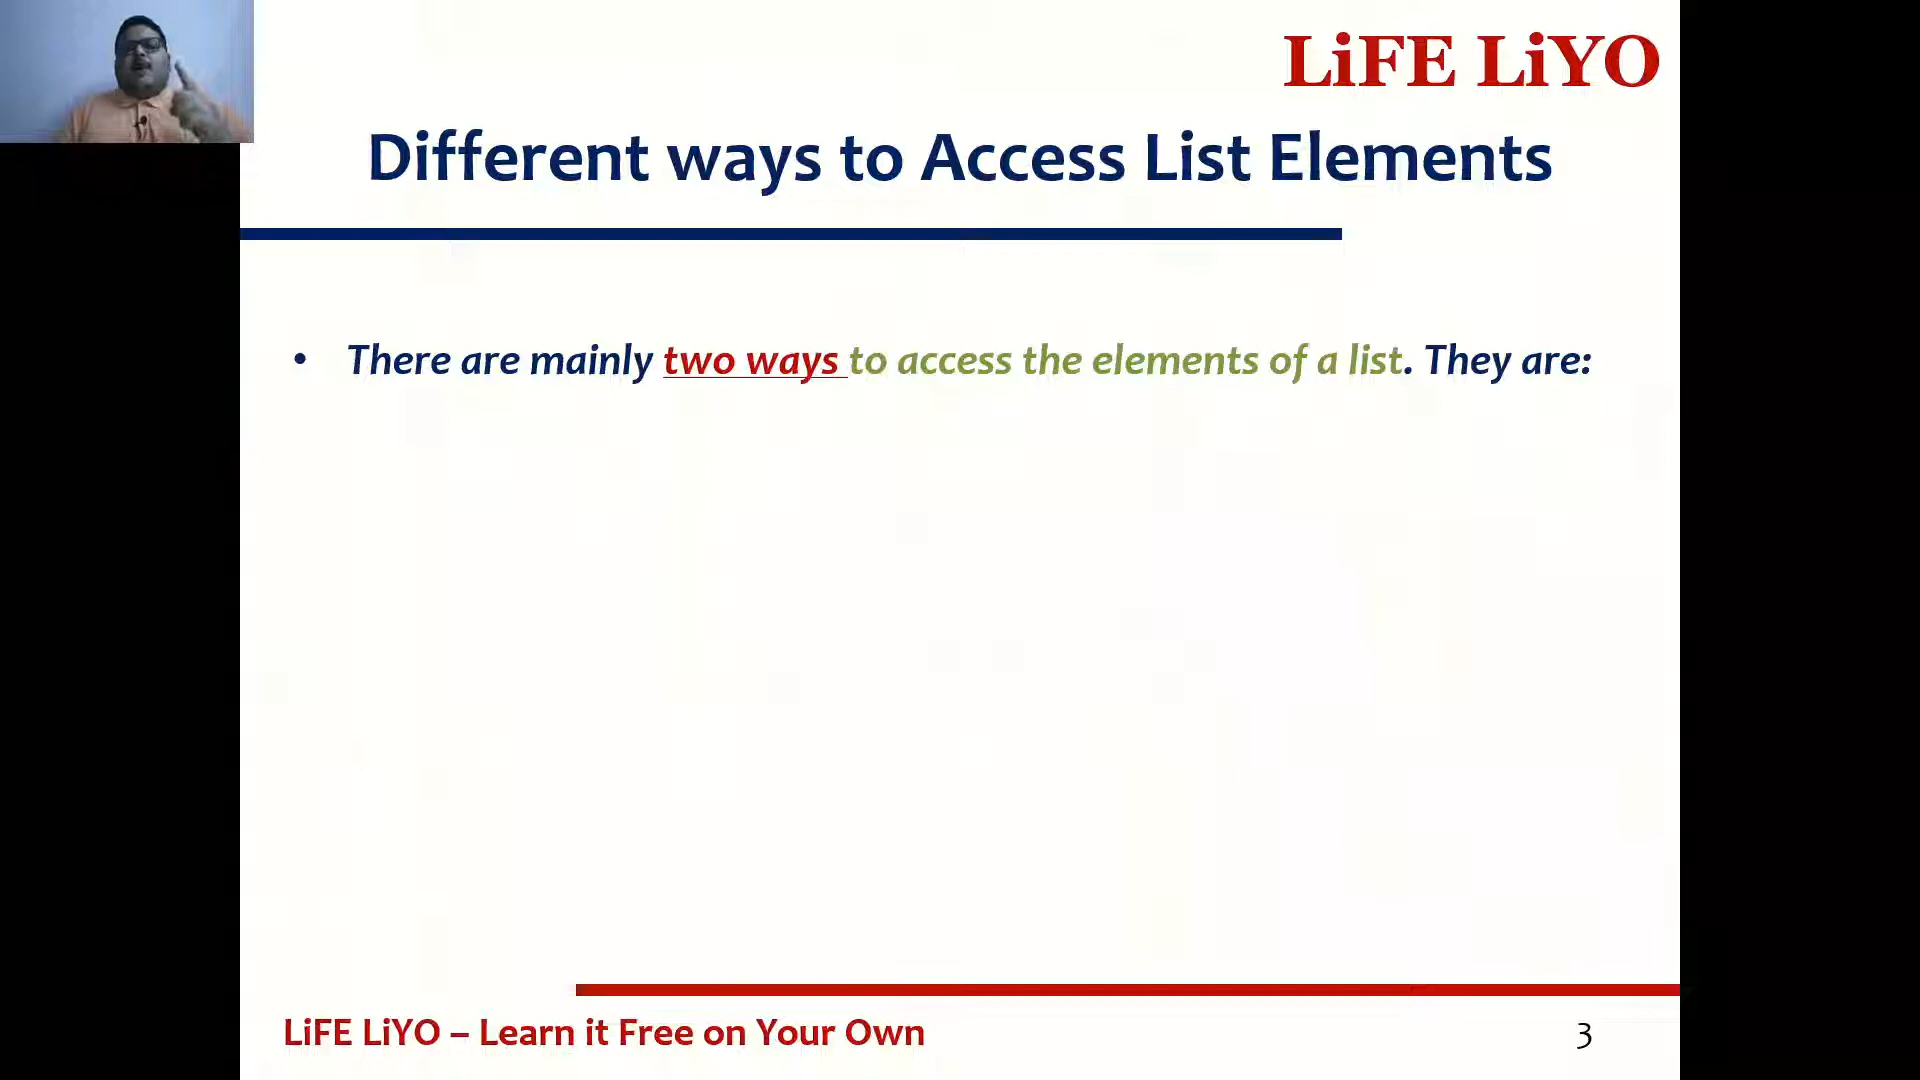 LiFE LiYO
Different ways to Access List Elements
• There are mainly two ways to access the elements of a list. They are:
LiFE LiYO – Learn it Free on Your Own
3